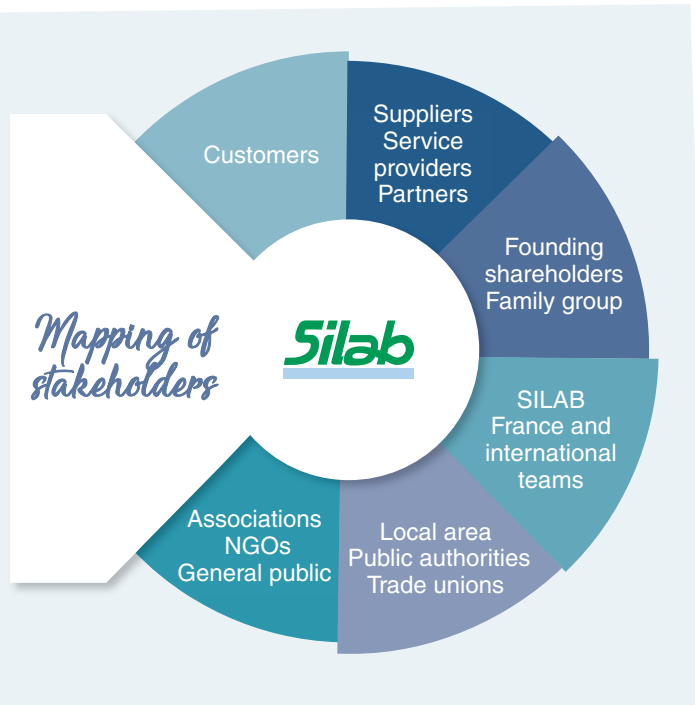 Customers
Suppliers
Service
providers
Partners
Founding
shareholders
Family group
SILAB
France and
international
teams
Local area
Public authorities
Trade unions
Associations
NGOs
General public
Mapping of
stakeholders
Silab